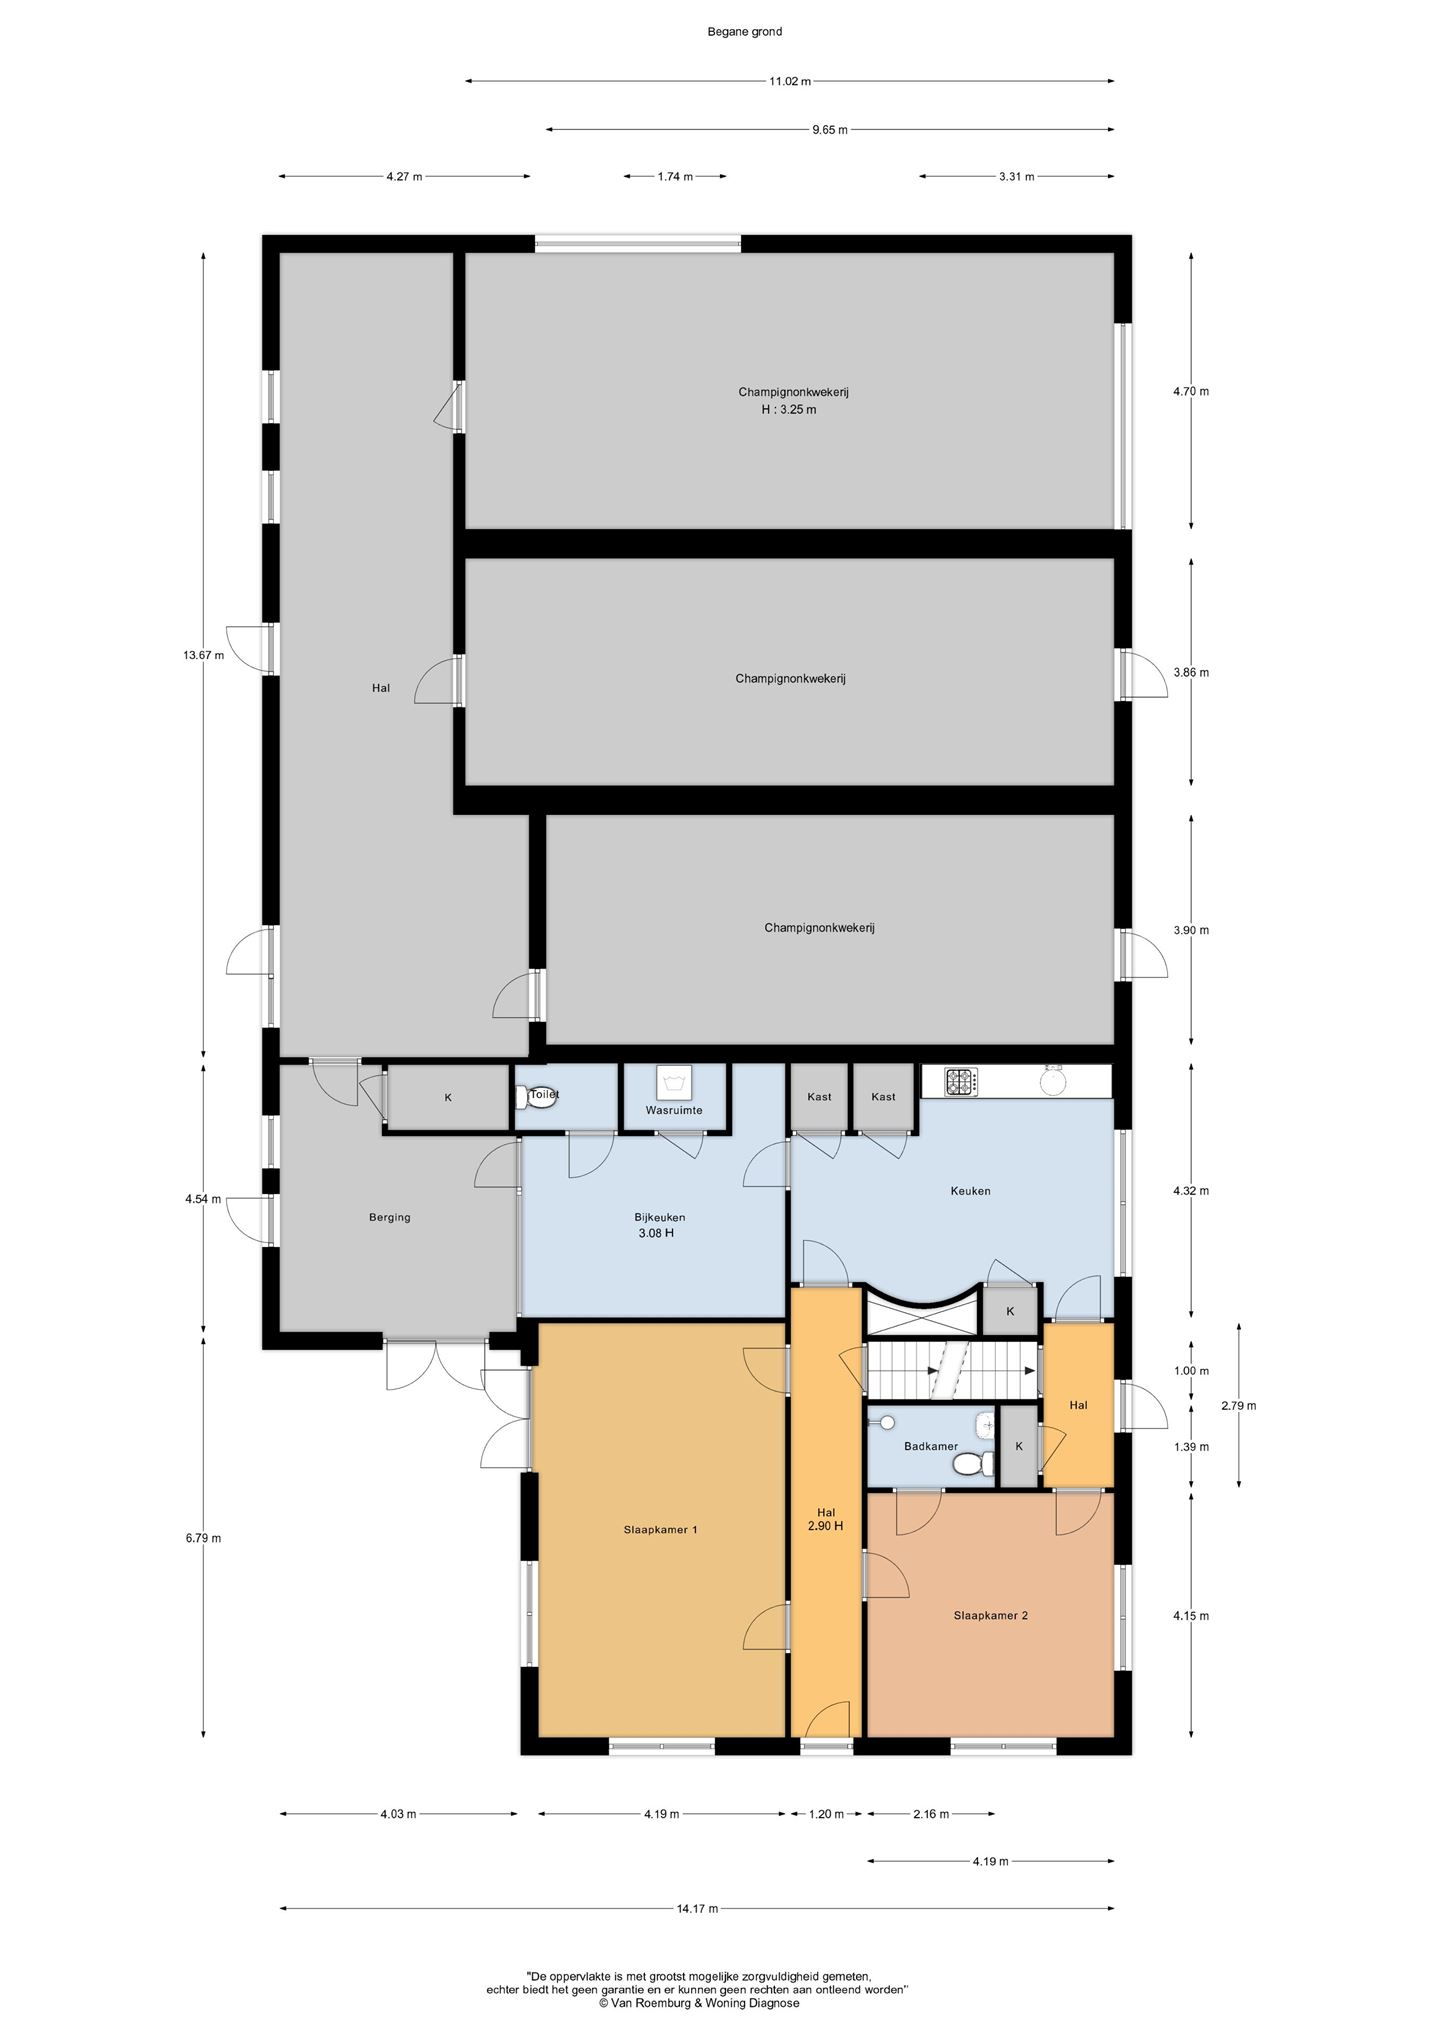 Begane grond
11.02 m
9.65 m
4.27 m
1.74 m
3.31 m
Champignonkwekerij
H : 3.25 m
4.70 m
13.67 m
Hal
Champignonkwekerij
3.86 m
Champignonkwekerij
3.90 m
K
Toilet
Wasruimte
Kast
Kast
4.54 m
Berging
Bijkeuken
3.08 H
Keuken
4.32 m
K
1.00 m
2.79 m
Hal
Badkamer
K
1.39 m
6.79 m
Slaapkamer 1
Hal
2.90 H
Slaapkamer 2
4.15 m
4.03 m
4.19 m
1.20 m
2.16 m
4.19 m
14.17 m
"De oppervlakte is met grootst mogelijke zorgvuldigheid gemeten,
echter biedt het geen garantie en er kunnen geen rechten aan ontleend worden"
© Van Roemburg & Woning Diagnose